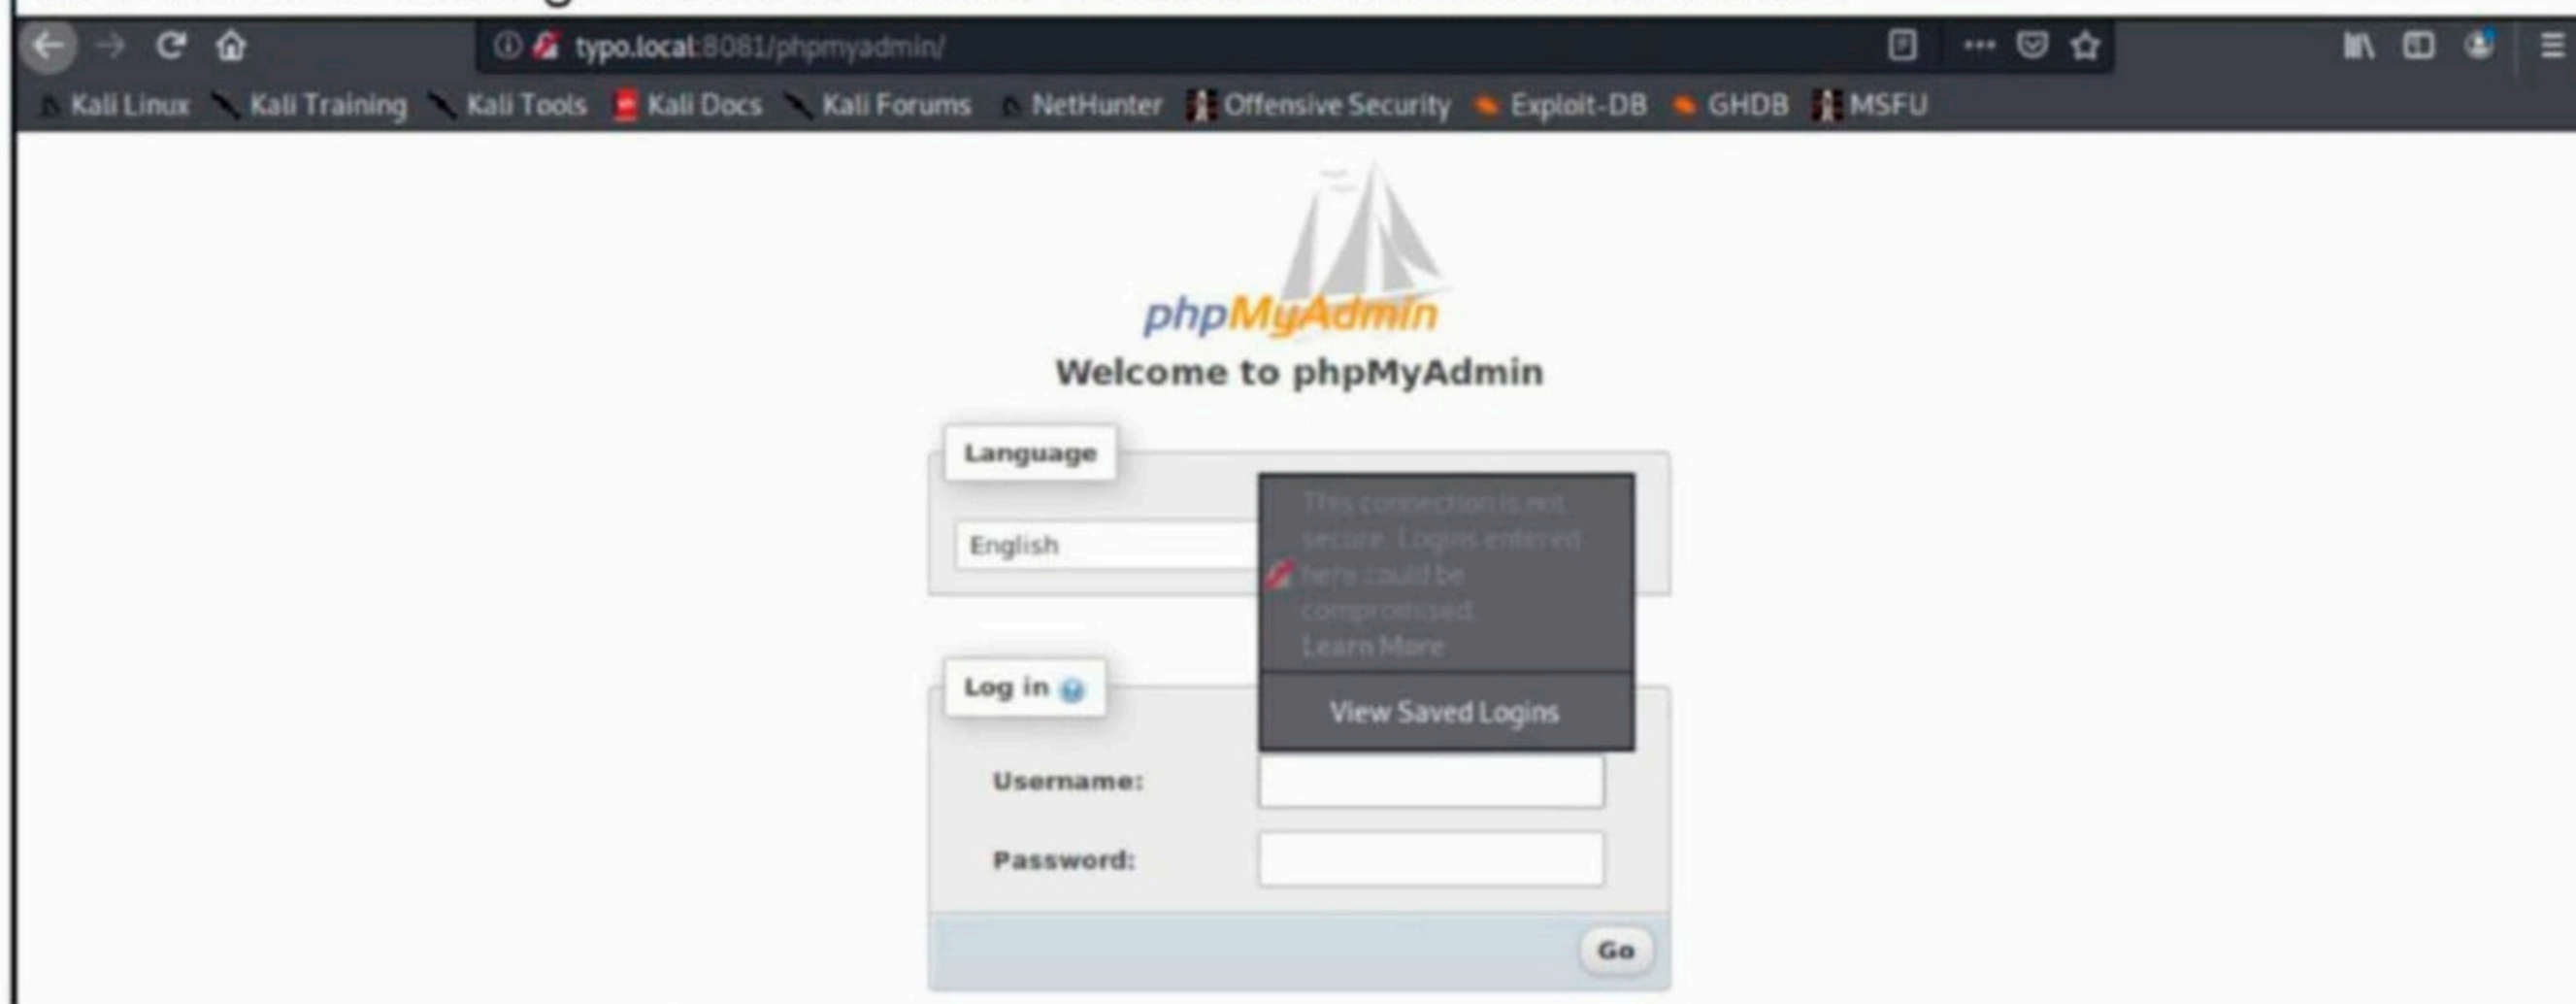 typo.local:8081/phpmyadmin/
Kali Linux Kali Training Kali Tools Kali Docs Kali Forums NetHunter Offensive Security Exploit-DB GHDB MSFU
phpMyAdmin
Welcome to phpMyAdmin
Language
English
This connection is not
secure. Logins entered
here could be
compromised.
Learn More
View Saved Logins
Log in
Username:
Password:
Go